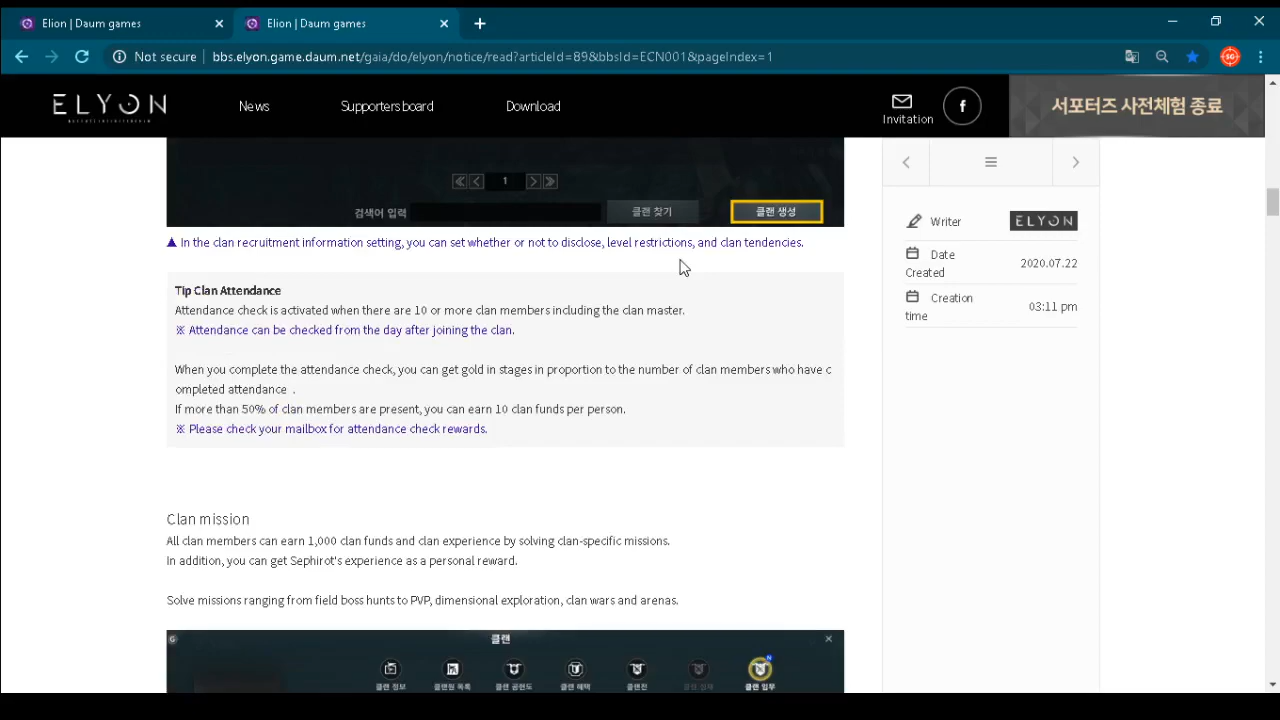 Elion | Daum games
Elion | Daum games
Not secure
bbs.elyon.game.daum.net/gaia/do/elyon/notice/read?articleId=89&bbsId=ECN001&pageIndex=1
ELYON
News
Supporters board
Download
Invitation
f
서포터즈 사전체험 종료
1
검색어 입력
클랜 찾기
클랜 생성
▲ In the clan recruitment information setting, you can set whether or not to disclose, level restrictions, and clan tendencies.
Tip Clan Attendance
Attendance check is activated when there are 10 or more clan members including the clan master.
※ Attendance can be checked from the day after joining the clan.
When you complete the attendance check, you can get gold in stages in proportion to the number of clan members who have c
ompleted attendance .
If more than 50% of clan members are present, you can earn 10 clan funds per person.
※ Please check your mailbox for attendance check rewards.
Clan mission
All clan members can earn 1,000 clan funds and clan experience by solving clan-specific missions.
In addition, you can get Sephirot's experience as a personal reward.
Solve missions ranging from field boss hunts to PVP, dimensional exploration, clan wars and arenas.
G
클랜
클랜 정보
클랜원 목록
클랜 공헌도
클랜 혜택
클랜전
클랜 임무
Writer
ELYON
Date
Created
2020.07.22
Creation
time
03:11 pm